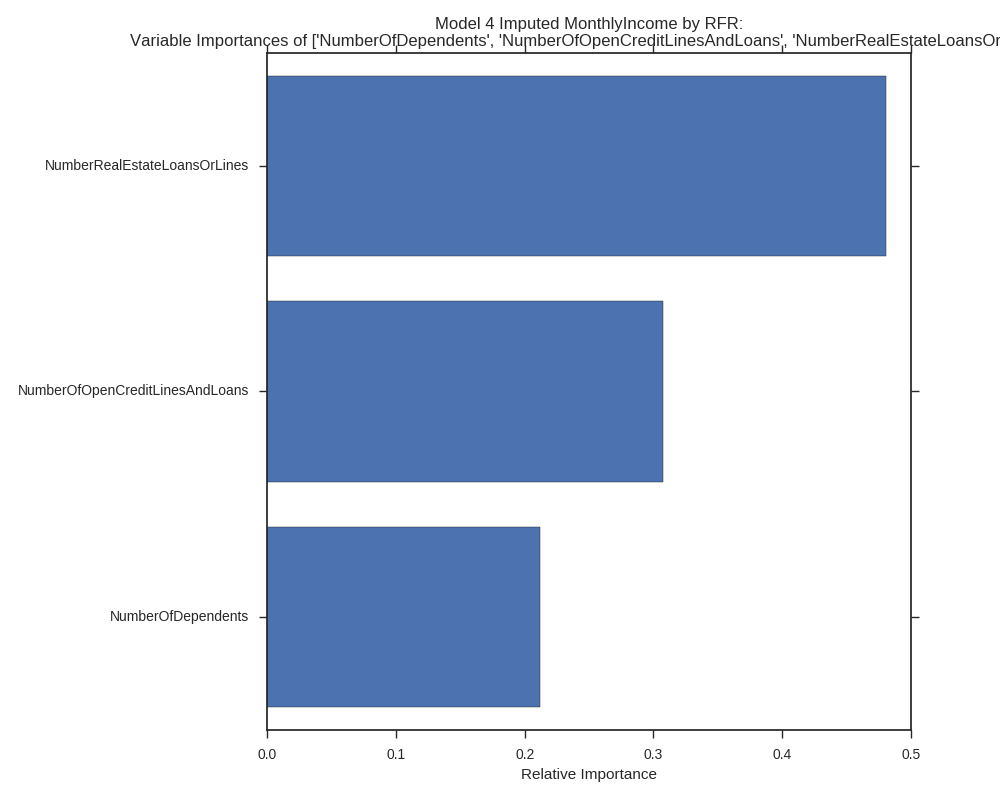 Model 4 Imputed MonthlyIncome by RFR:
Variable Importances of ['NumberOfDependents', 'NumberOfOpenCreditLinesAndLoans', 'NumberRealEstateLoansOr
NumberRealEstateLoansOrLines
NumberOfOpenCreditLinesAndLoans
NumberOfDependents
0.0 0.1 0.2 0.3 0.4 0.5
Relative Importance